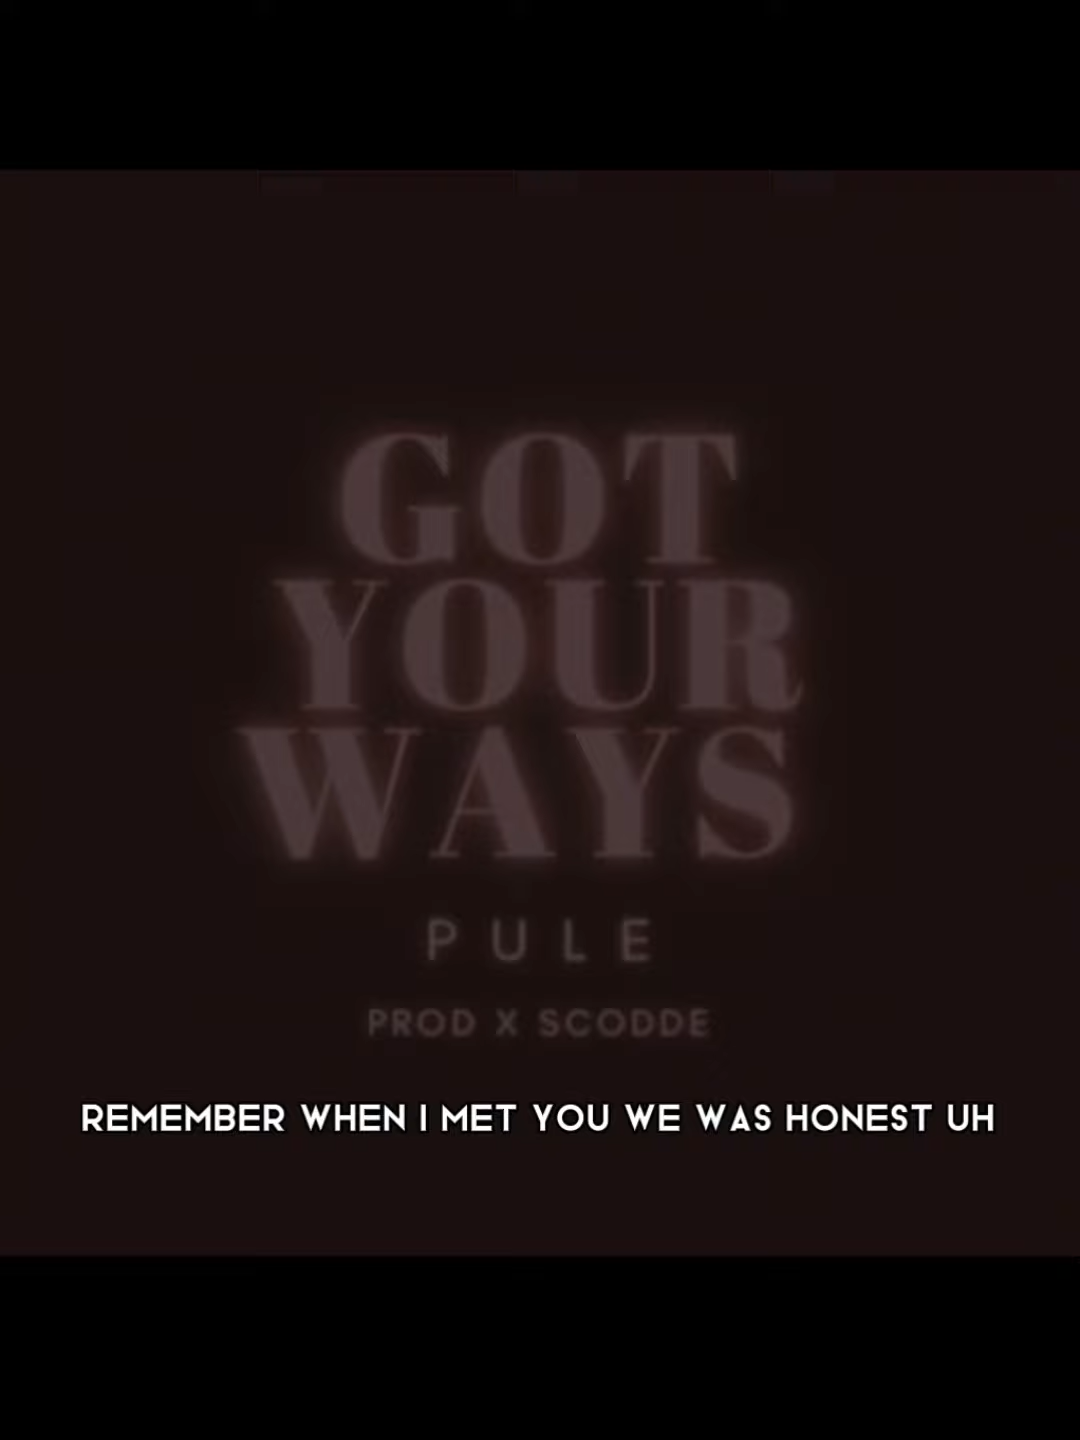 GOT
YOUR
WAYS
PULE
PROD X SCODDE
REMEMBER WHEN I MET YOU WE WAS HONEST UH